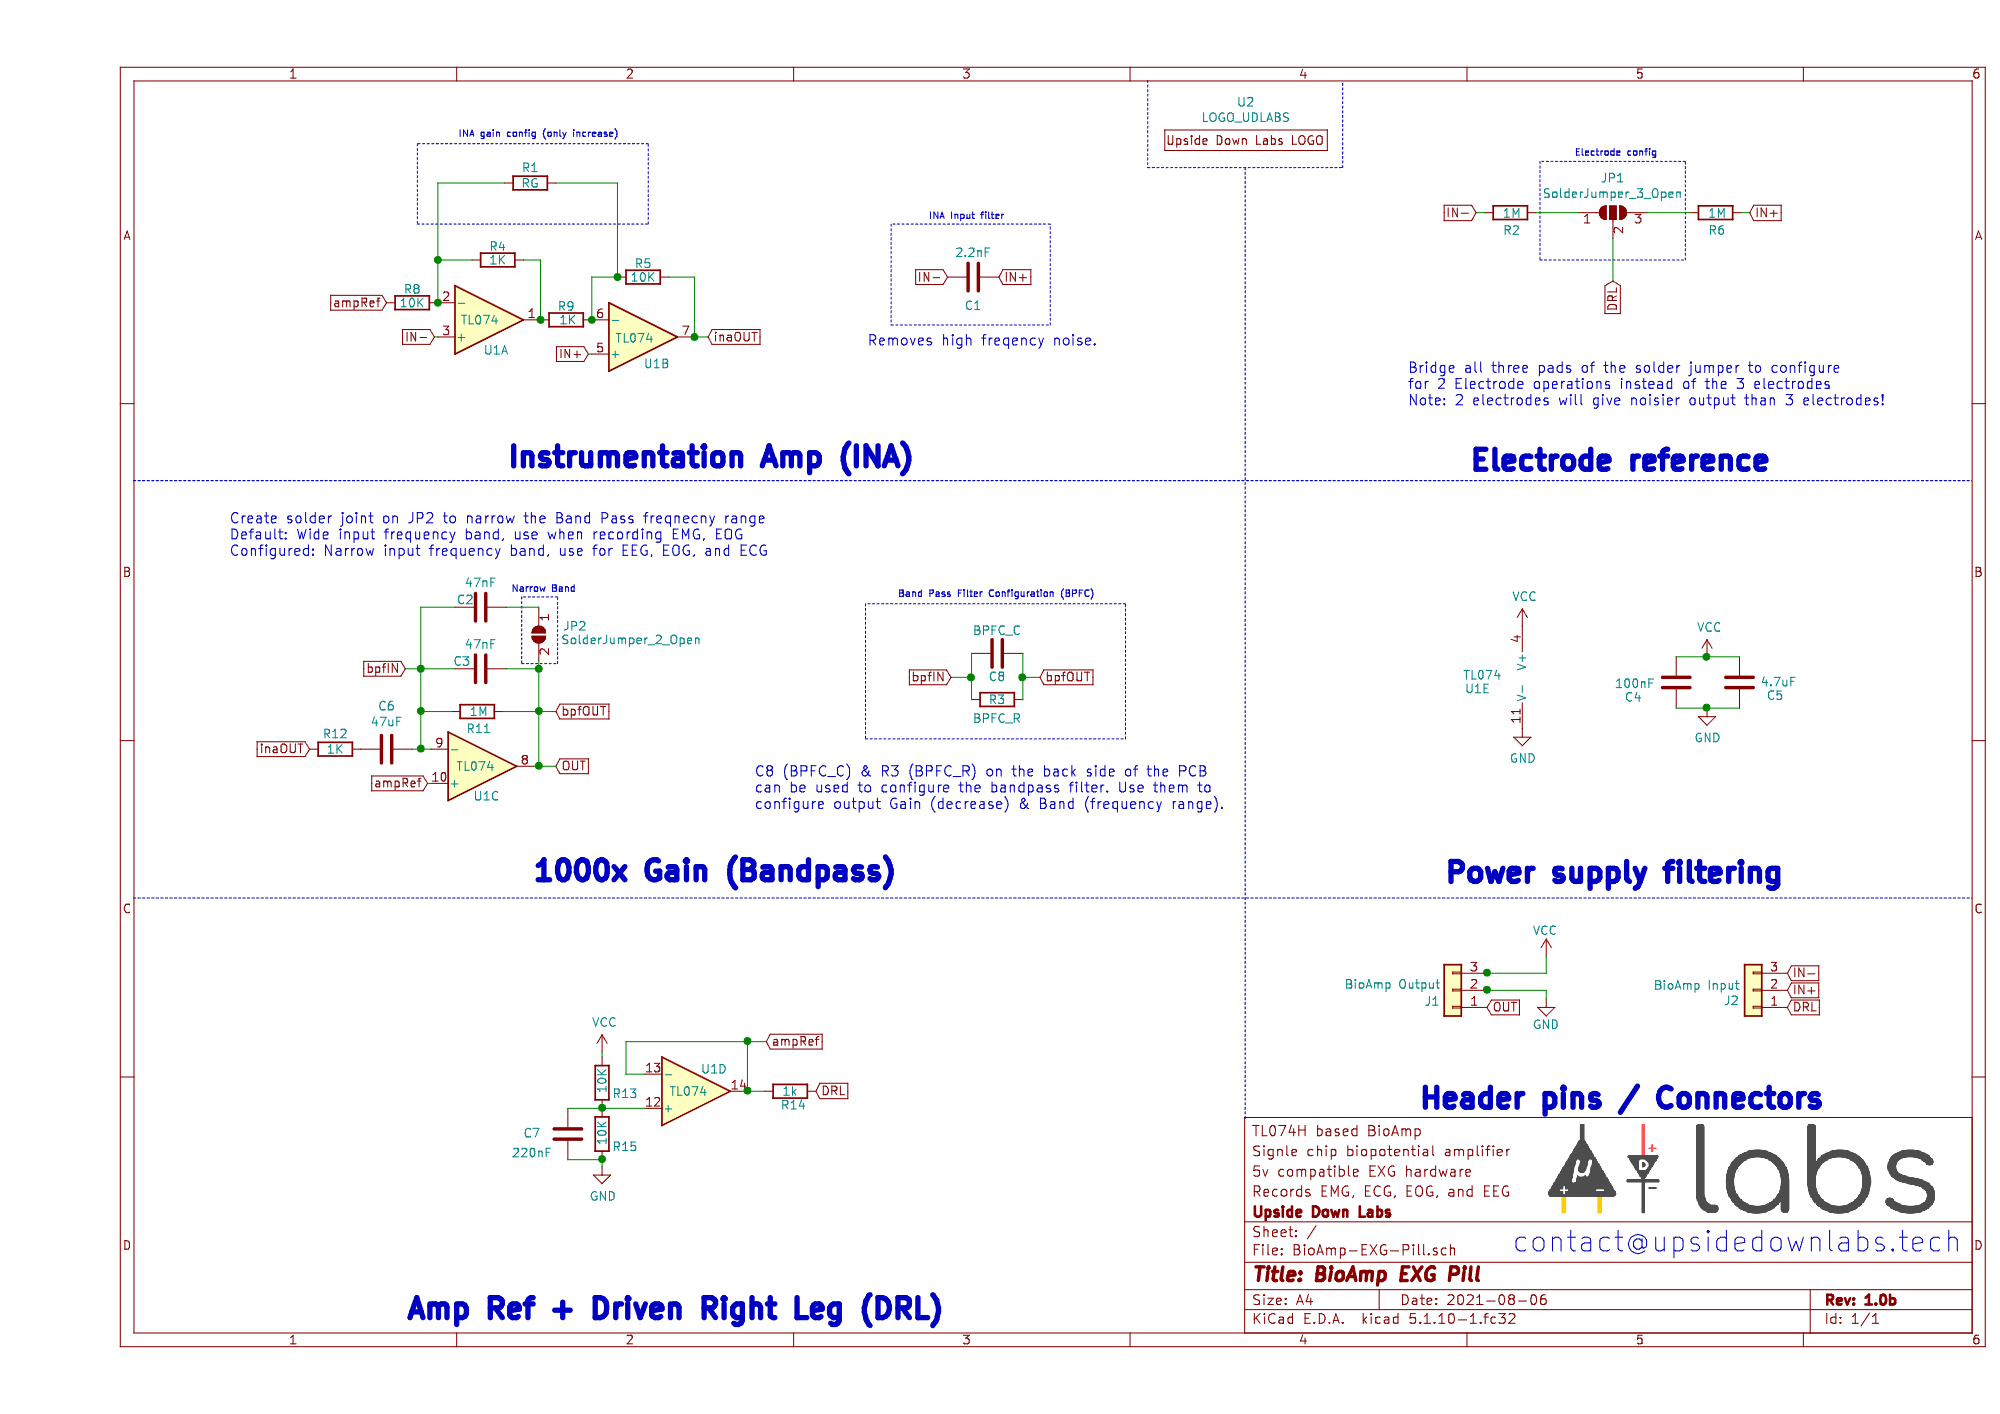 1 2 3 4 5 6
A
B
C
D
INA gain config (only increase)
R1
RG
R4
1K
R5
10K
ampRef
R8
10K
2
3
1
TL074
U1A
IN-
R9
1K
6
5
7
TL074
U1B
IN+
inaOUT
INA Input filter
2.2nF
IN-
IN+
C1
Removes high freqency noise.
Instrumentation Amp (INA)
U2
LOGO_UDLABS
Upside Down Labs LOGO
Electrode config
JP1
SolderJumper_3_Open
IN-
1M
R2
1
2
3
1M
R6
IN+
DRL
Bridge all three pads of the solder jumper to configure
for 2 Electrode operations instead of the 3 electrodes
Note: 2 electrodes will give noisier output than 3 electrodes!
Electrode reference
Create solder joint on JP2 to narrow the Band Pass freqnecny range
Default: Wide input frequency band, use when recording EMG, EOG
Configured: Narrow input frequency band, use for EEG, EOG, and ECG
47nF
C2
Narrow Band
1
2
JP2
SolderJumper_2_Open
47nF
C3
bpfIN
1M
R11
bpfOUT
C6
47uF
R12
1K
inaOUT
9
10
8
TL074
U1C
ampRef
OUT
Band Pass Filter Configuration (BPFC)
BPFC_C
bpfIN
C8
bpfOUT
R3
BPFC_R
C8 (BPFC_C) & R3 (BPFC_R) on the back side of the PCB
can be used to configure the bandpass filter. Use them to
configure output Gain (decrease) & Band (frequency range).
1000x Gain (Bandpass)
VCC
4
V+
TL074
U1E
V-
11
GND
VCC
100nF
C4
4.7uF
C5
GND
Power supply filtering
VCC
10K
R13
10K
R15
C7
220nF
GND
13
12
14
U1D
TL074
ampRef
1k
R14
DRL
Amp Ref + Driven Right Leg (DRL)
VCC
BioAmp Output
J1
3
2
1
OUT
GND
BioAmp Input
J2
3
2
1
IN-
IN+
DRL
Header pins / Connectors
TL074H based BioAmp
Signle chip biopotential amplifier
5v compatible EXG hardware
Records EMG, ECG, EOG, and EEG
Upside Down Labs
μ
+ -
D
+
-
labs
Sheet: /
File: BioAmp-EXG-Pill.sch
contact@upsidedownlabs.tech
Title: BioAmp EXG Pill
Size: A4
Date: 2021-08-06
Rev: 1.0b
KiCad E.D.A. kicad 5.1.10-1.fc32
Id: 1/1
A
B
C
D
1 2 3 4 5 6